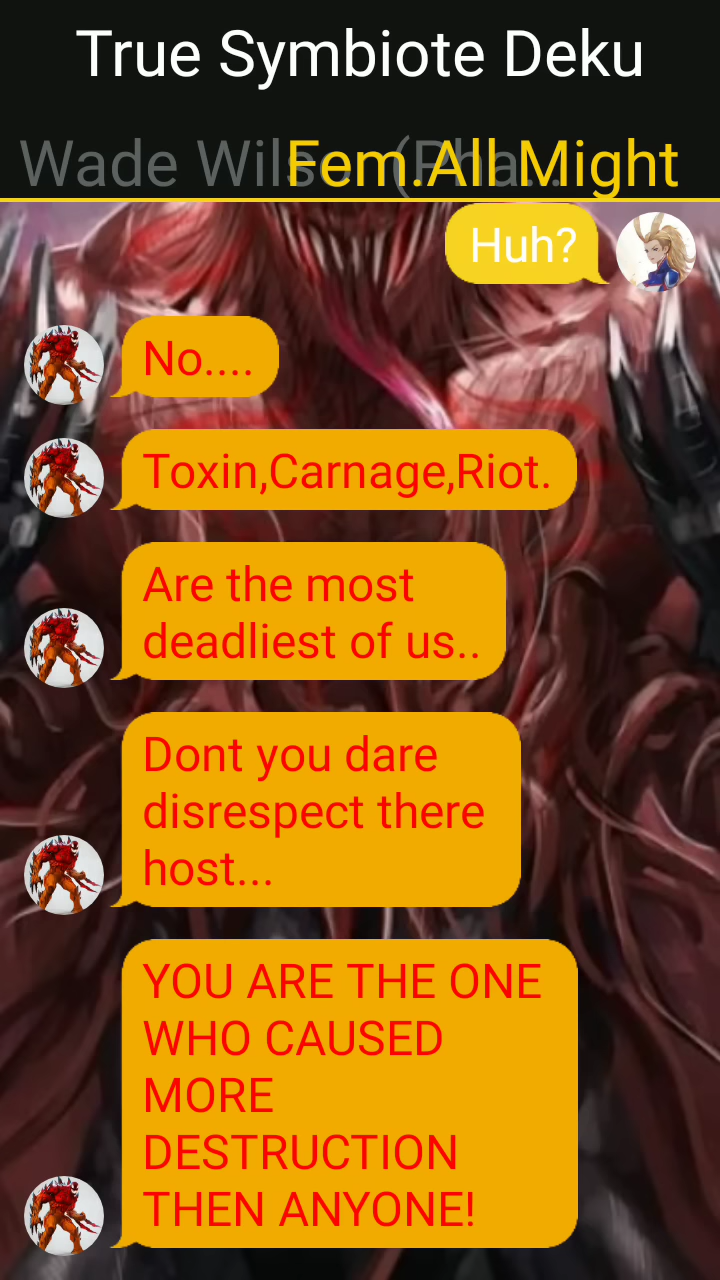 True Symbiote Deku
Wade Fem.All Might
Huh?
No....
Toxin,Carnage,Riot.
Are the most
deadliest of us..
Dont you dare
disrespect there
host...
YOU ARE THE ONE
WHO CAUSED
MORE
DESTRUCTION
THEN ANYONE!